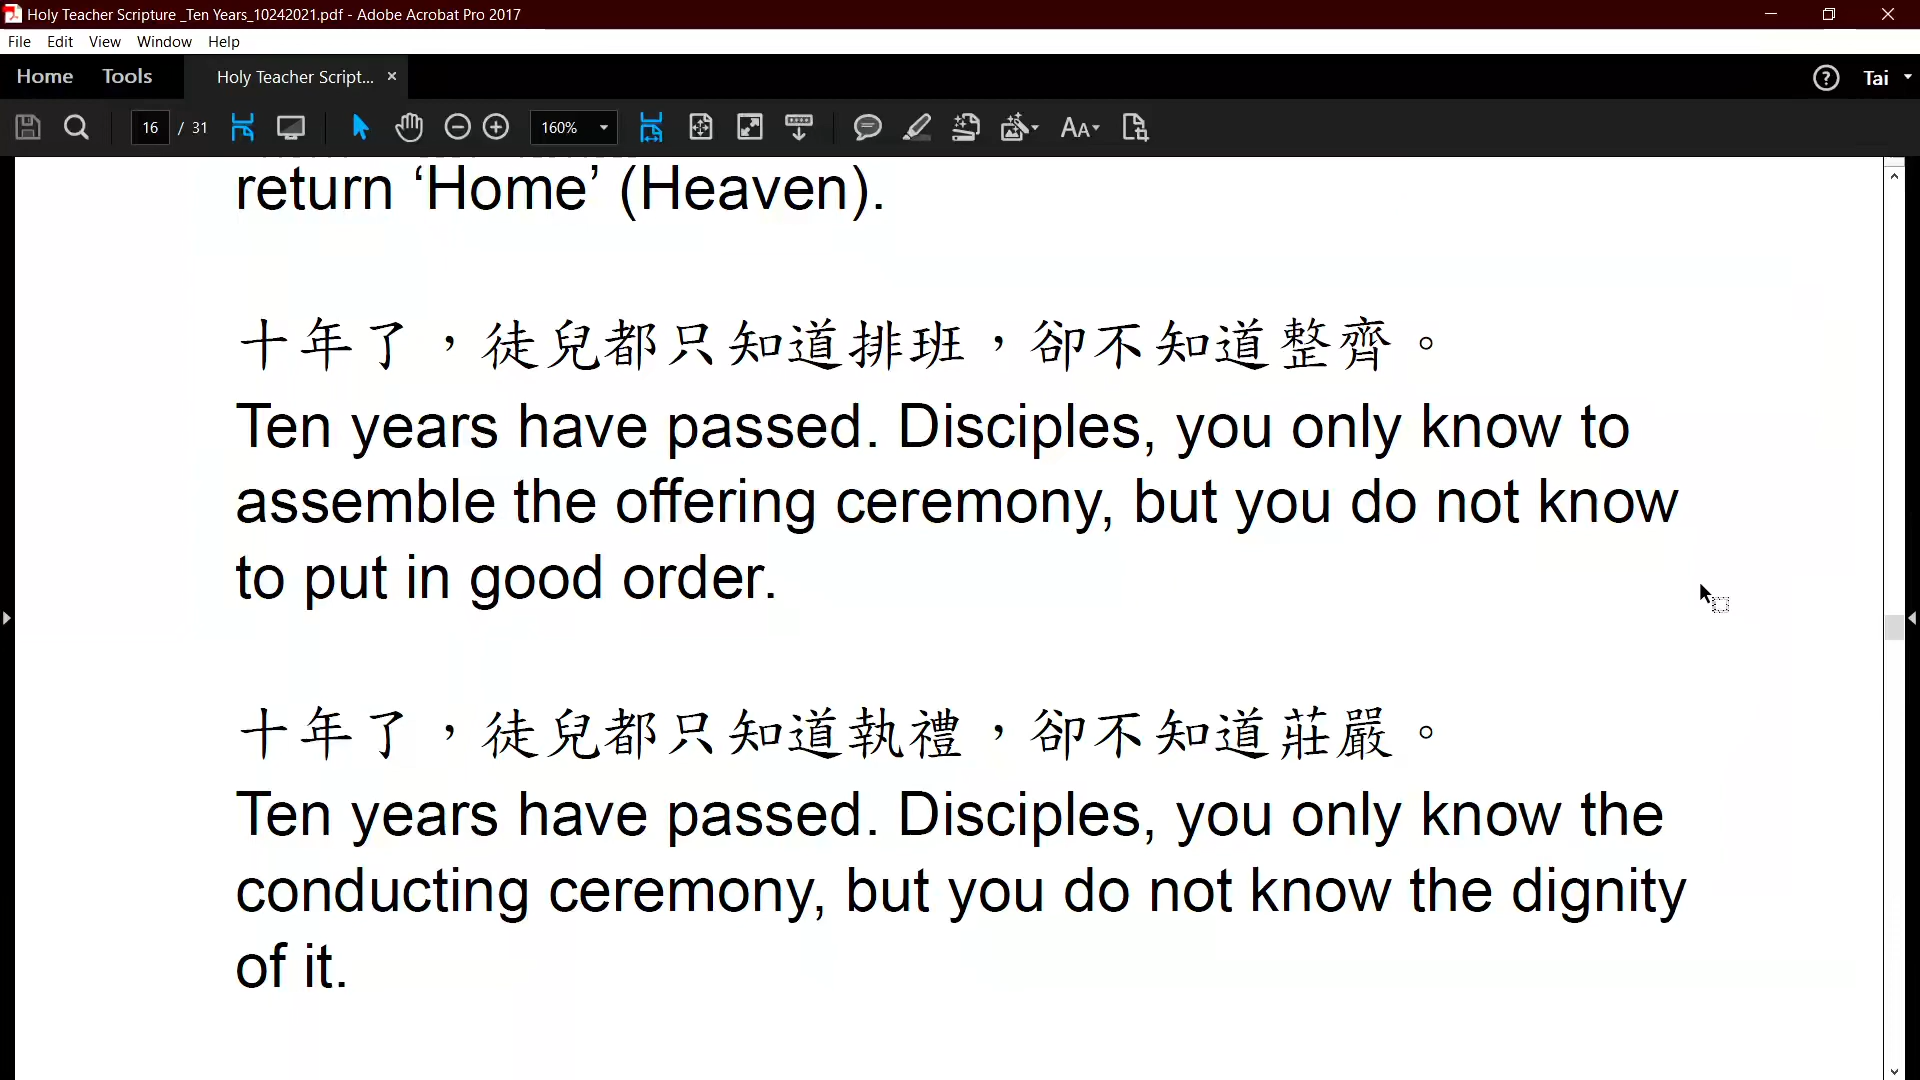 Holy Teacher Scripture _Ten Years_10242021.pdf - Adobe Acrobat Pro 2017
File Edit View Window Help
Home Tools Holy Teacher Script... × Tai
16 / 31 160%
return ‘Home’ (Heaven).
十年了，徒兒都只知道排班，卻不知道整齊。
Ten years have passed. Disciples, you only know to
assemble the offering ceremony, but you do not know
to put in good order.
十年了，徒兒都只知道執禮，卻不知道莊嚴。
Ten years have passed. Disciples, you only know the
conducting ceremony, but you do not know the dignity
of it.